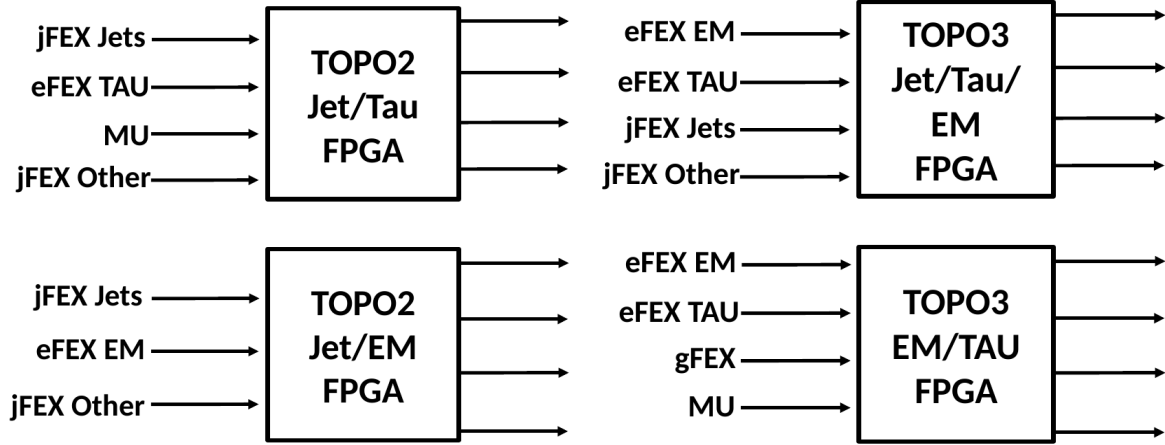 jFEX Jets
eFEX TAU
MU
jFEX Other
TOPO2
Jet/Tau
FPGA
eFEX EM
eFEX TAU
jFEX Jets
jFEX Other
TOPO3
Jet/Tau/
EM
FPGA
jFEX Jets
eFEX EM
jFEX Other
TOPO2
Jet/EM
FPGA
eFEX EM
eFEX TAU
gFEX
MU
TOPO3
EM/TAU
FPGA